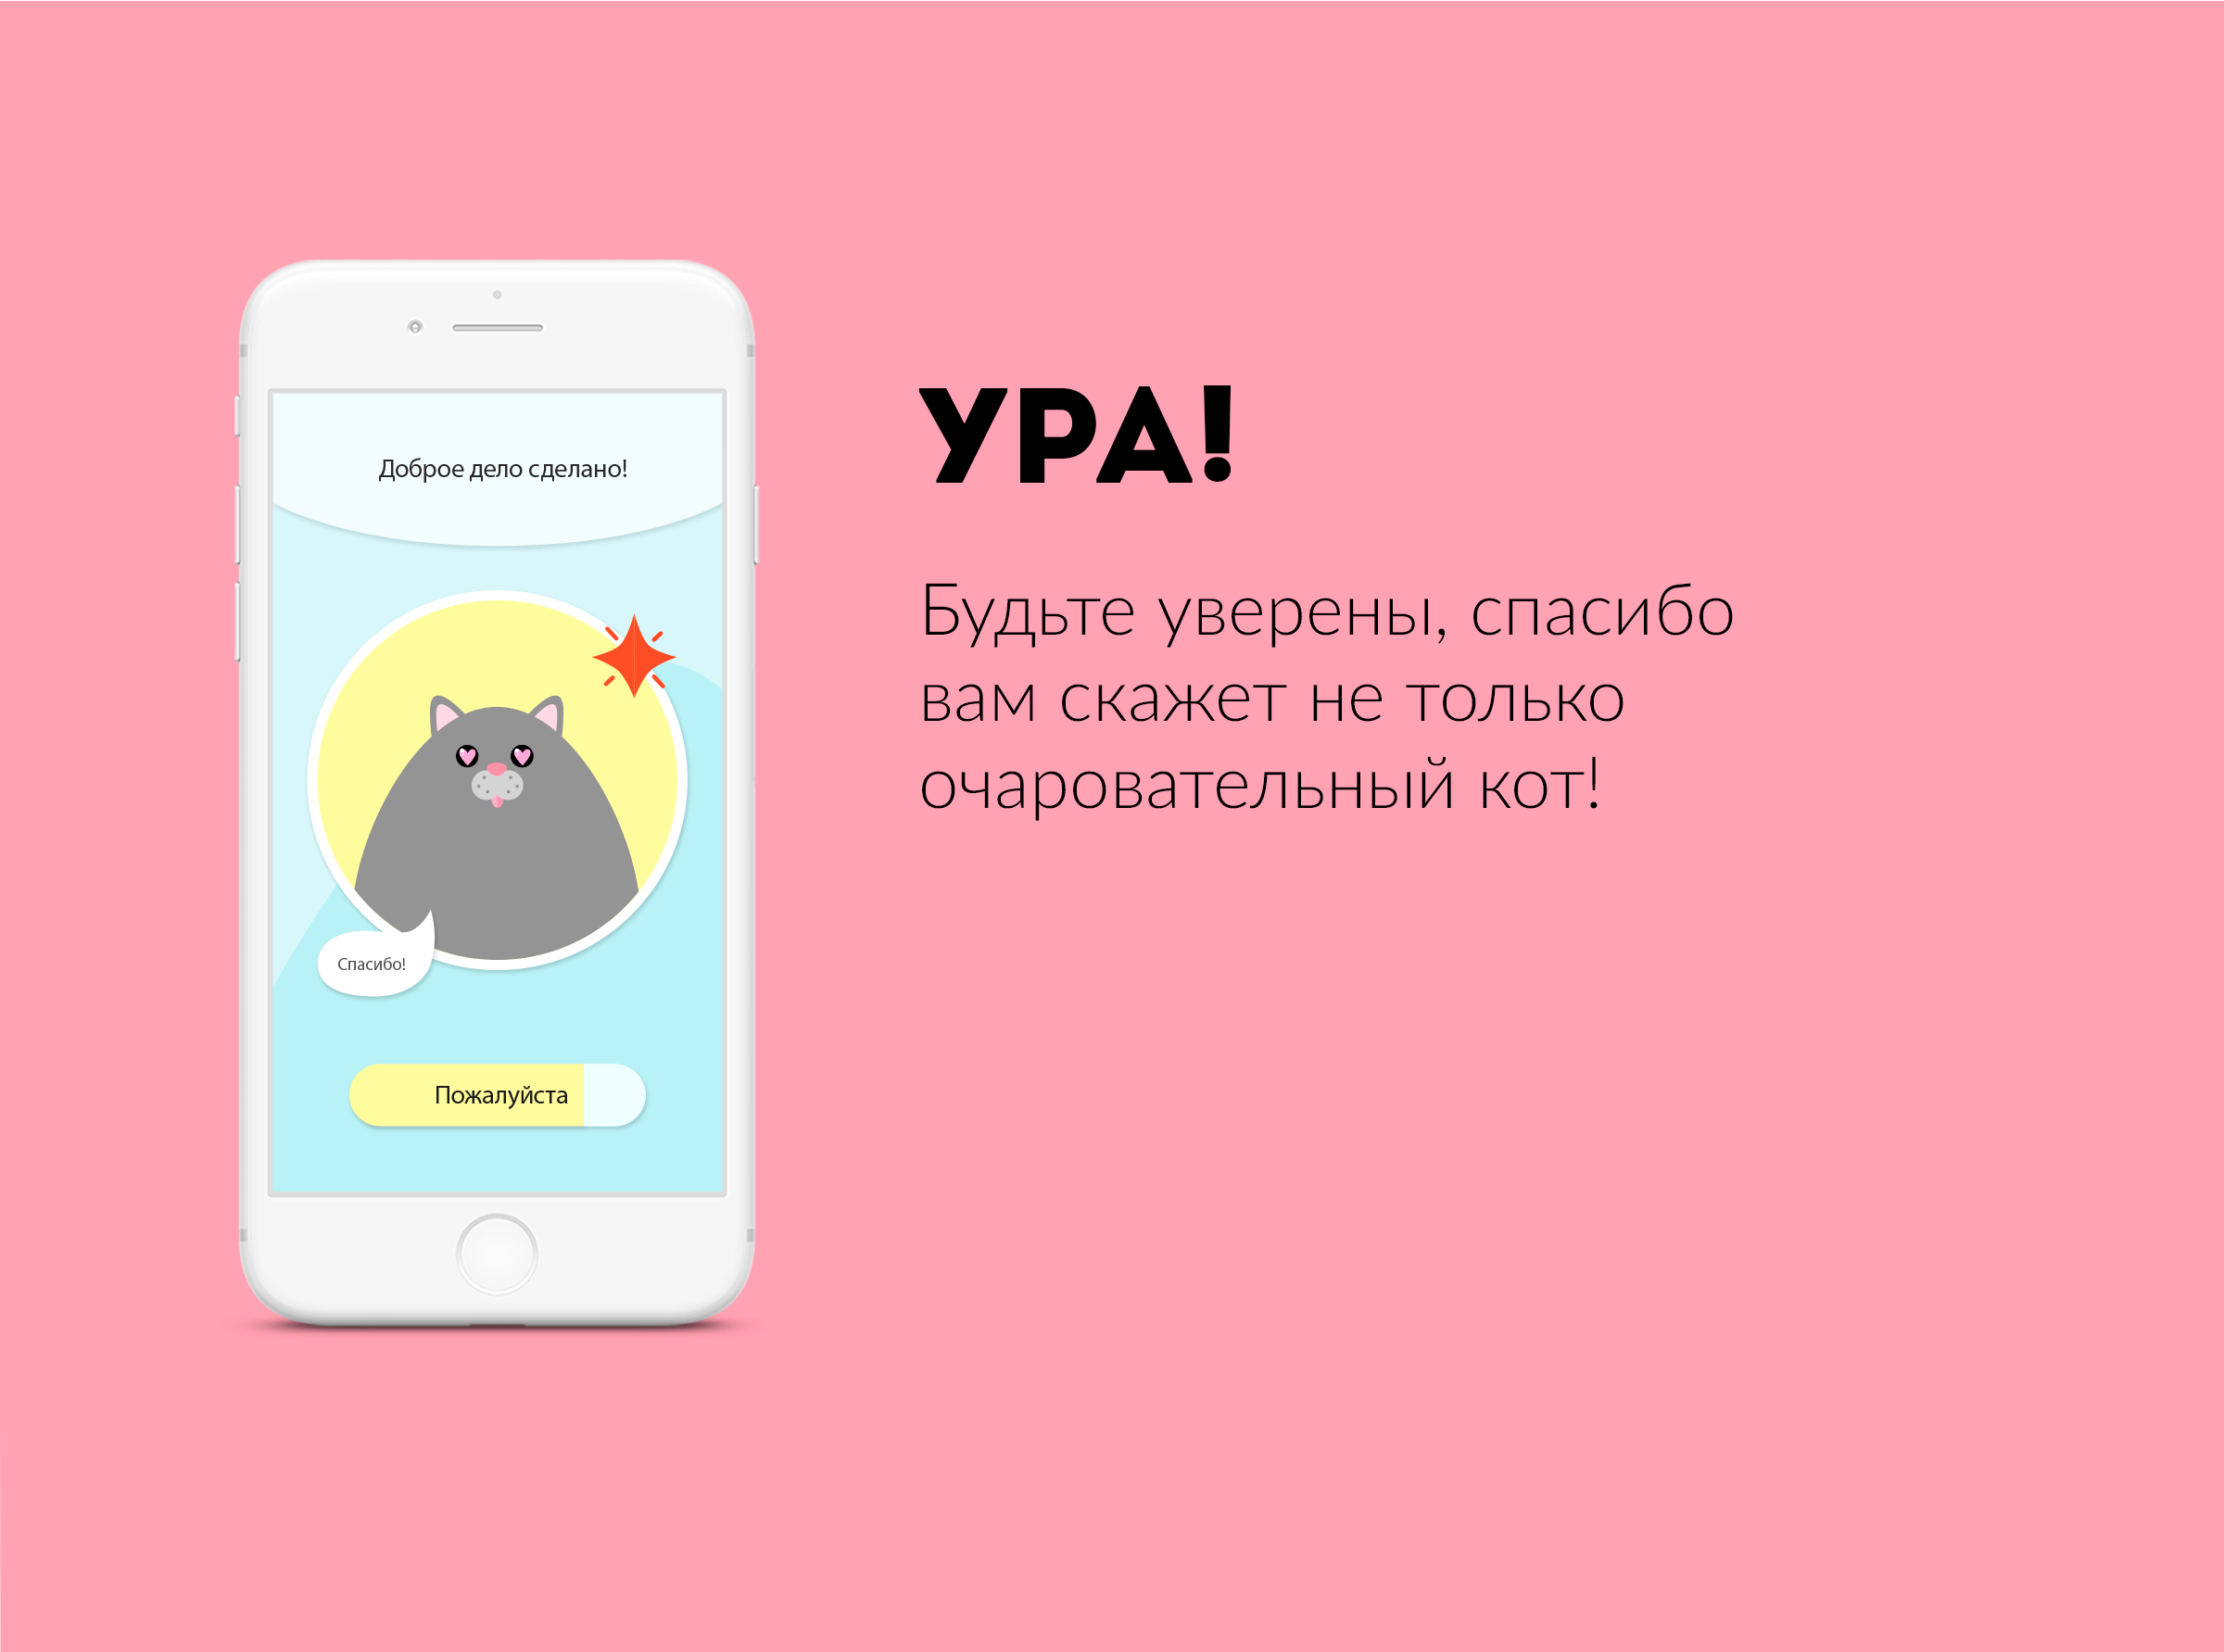 Доброе дело сделано!
Спасибо!
Пожалуйста
УРА!
Будьте уверены, спасибо
вам скажет не только
очаровательный кот!